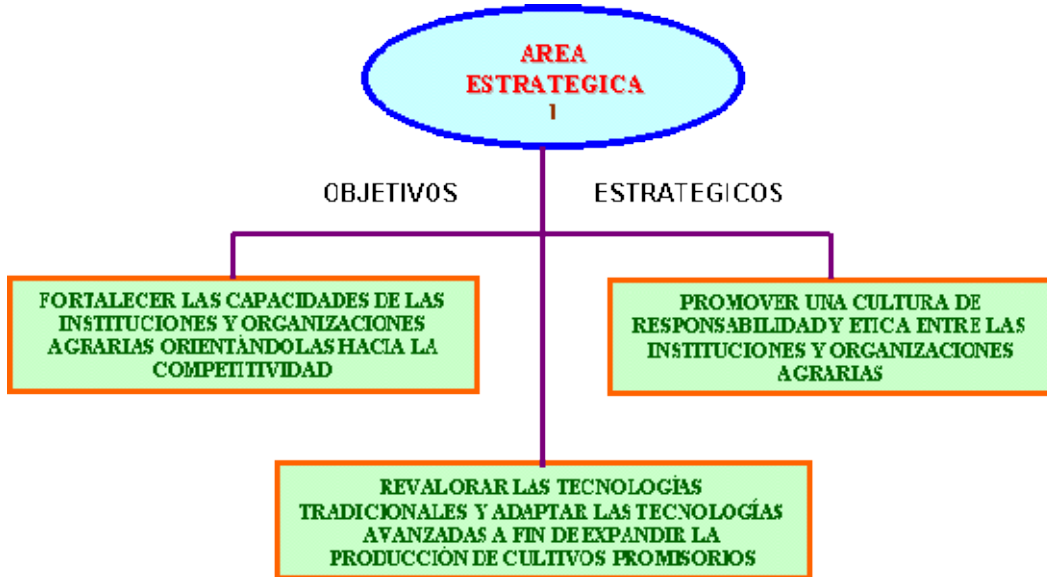 AREA
ESTRATEGICA
1
OBJETIVOS ESTRATEGICOS
FORTALECER LAS CAPACIDADES DE LAS
INSTITUCIONES Y ORGANIZACIONES
AGRARIAS ORIENTÁNDOLAS HACIA LA
COMPETITIVIDAD
PROMOVER UNA CULTURA DE
RESPONSABILIDAD Y ETICA ENTRE LAS
INSTITUCIONES Y ORGANIZACIONES
AGRARIAS
REVALORAR LAS TECNOLOGÍAS
TRADICIONALES Y ADAPTAR LAS TECNOLOGÍAS
AVANZADAS A FIN DE EXPANDIR LA
PRODUCCIÓN DE CULTIVOS PROMISORIOS